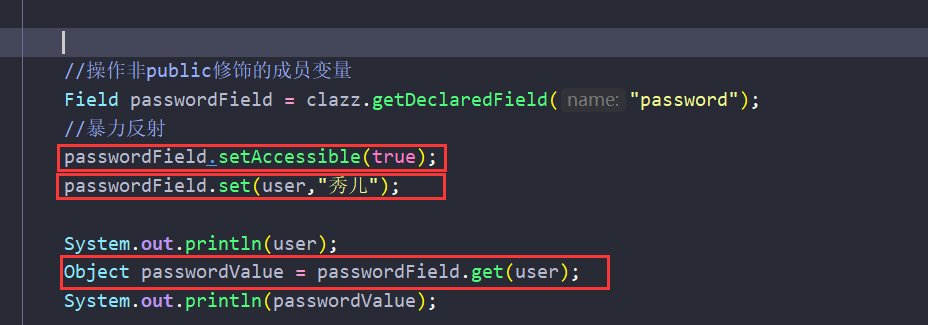 //操作非public修饰的成员变量
Field passwordField = clazz.getDeclaredField( name: "password");
//暴力反射
passwordField.setAccessible(true);
passwordField.set(user,"秀儿");
System.out.println(user);
Object passwordValue = passwordField.get(user);
System.out.println(passwordValue);